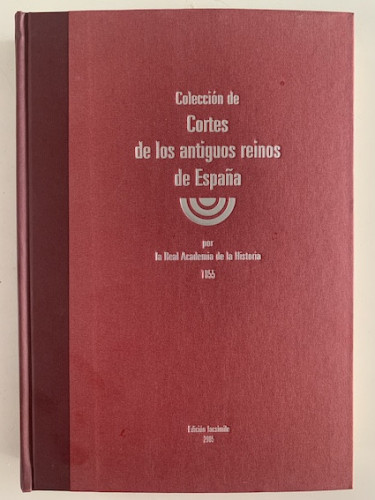 Colección de
Cortes
de los antiguos reinos
de España
por
la Real Academia de la Historia
1855
Edición facsímile